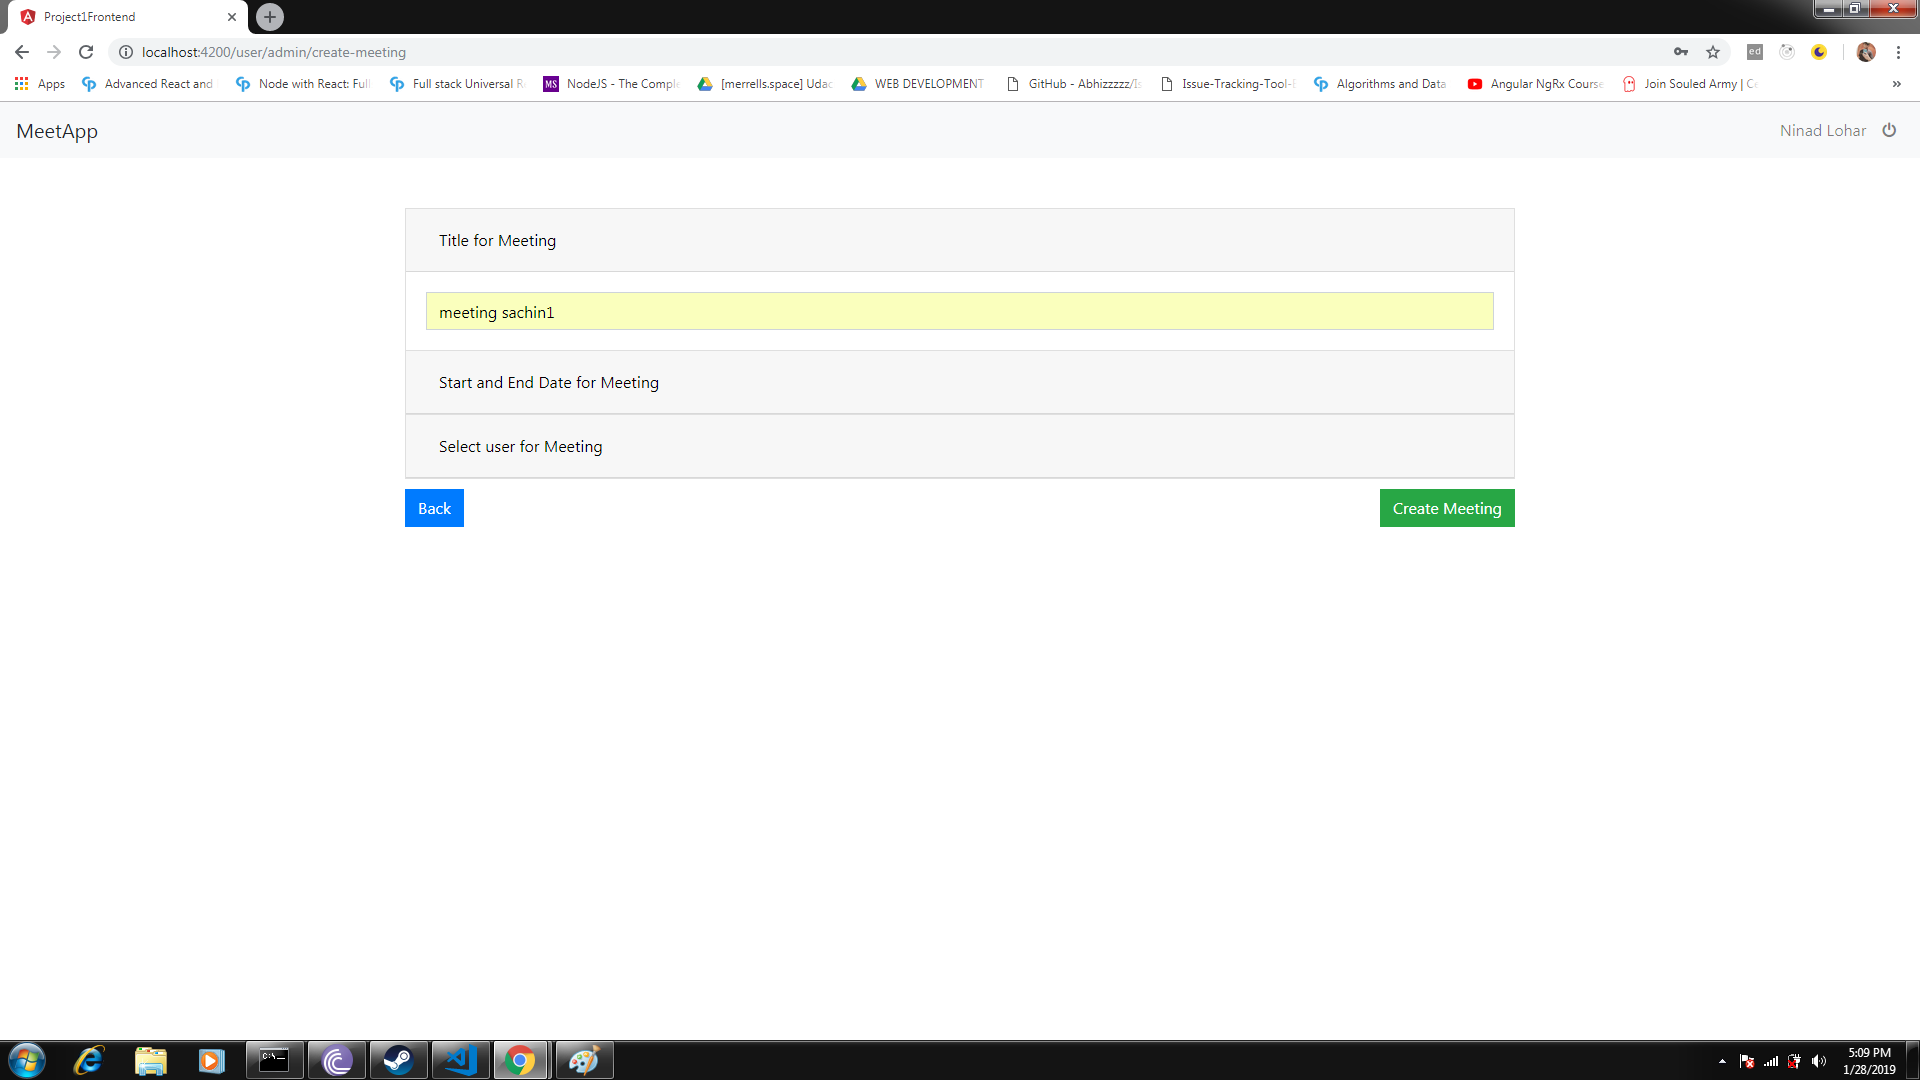 Project1Frontend
localhost:4200/user/admin/create-meeting
ed
Apps Advanced React and Node with React: Full Full stack Universal R MS NodeJS - The Comple [merrells.space] Udac WEB DEVELOPMENT GitHub - Abhizzzzz/Is Issue-Tracking-Tool- Algorithms and Data Angular NgRx Course Join Souled Army | »
MeetApp
Ninad Lohar
Title for Meeting
meeting sachin1
Start and End Date for Meeting
Select user for Meeting
Back
Create Meeting
C:\_
5:09 PM
1/28/2019